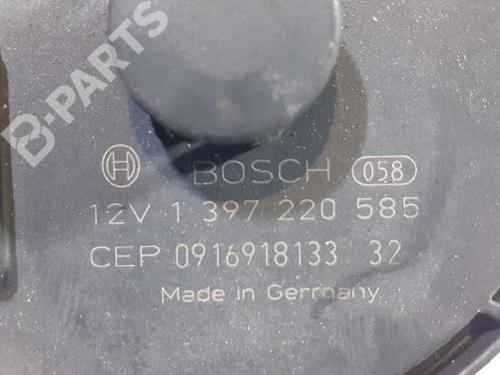 B-PARTS
BOSCH 058
12V 1 397 220 585
CEP 0916918133 32
Made in Germany